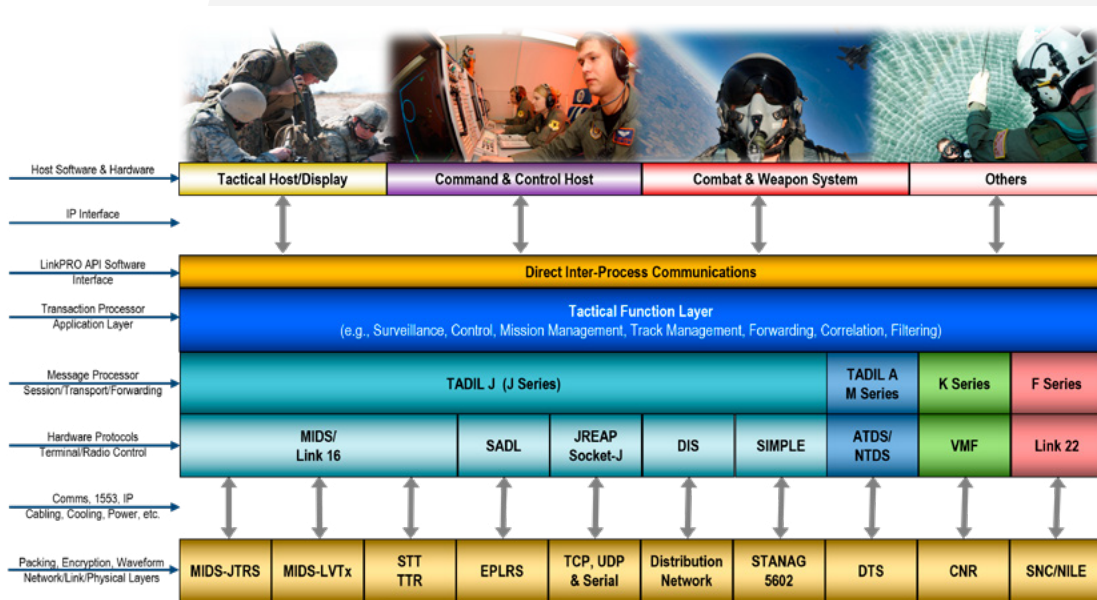 Host Software & Hardware
Tactical Host/Display
Command & Control Host
Combat & Weapon System
Others
IP Interface
LinkPRO API Software
Interface
Direct Inter-Process Communications
Transaction Processor
Application Layer
Tactical Function Layer
(e.g., Surveillance, Control, Mission Management, Track Management, Forwarding, Correlation, Filtering)
Message Processor
Session/Transport/Forwarding
TADIL J (J Series)
TADIL A
M Series
K Series
F Series
Hardware Protocols
Terminal/Radio Control
MIDS/
Link 16
SADL
JREAP
Socket-J
DIS
SIMPLE
ATDS/
NTDS
VMF
Link 22
Comms, 1553, IP
Cabling, Cooling, Power, etc.
Packing, Encryption, Waveform
Network/Link/Physical Layers
MIDS-JTRS
MIDS-LVTx
STT
TTR
EPLRS
TCP, UDP
& Serial
Distribution
Network
STANAG
5602
DTS
CNR
SNC/NILE